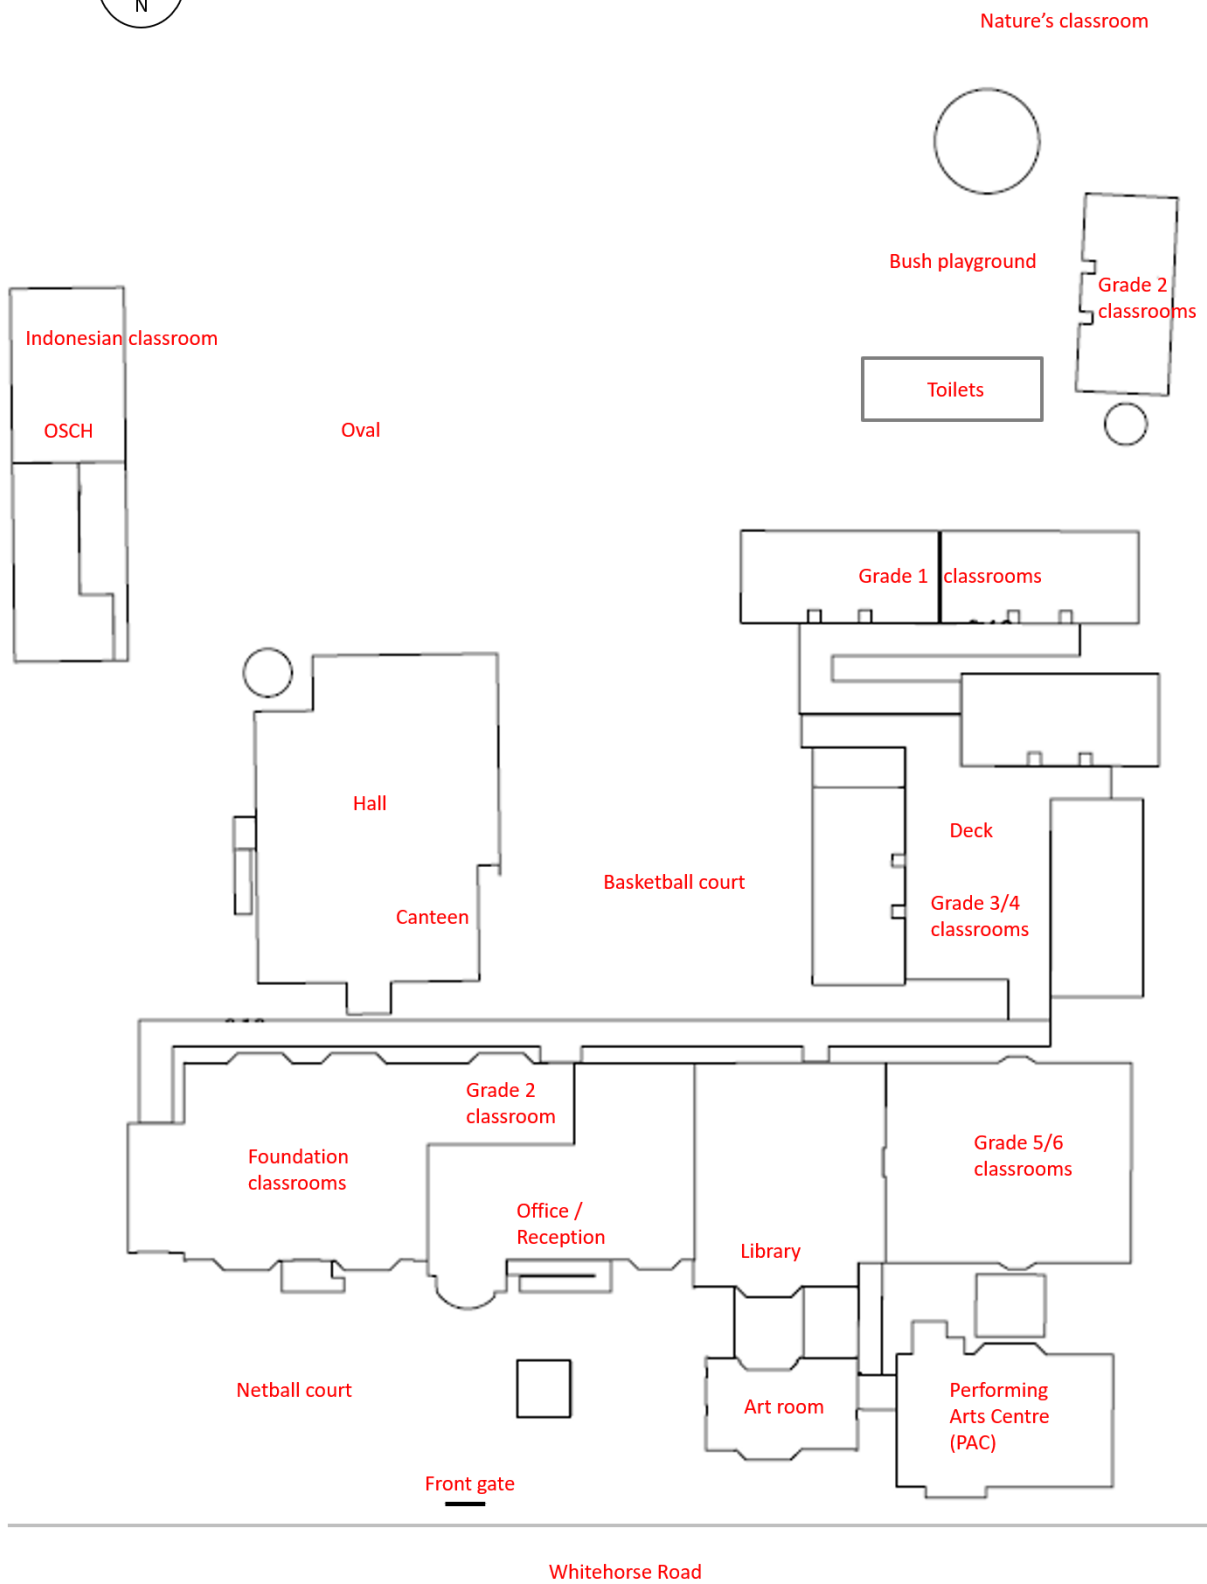 N
Nature’s classroom
Bush playground
Grade 2
classrooms
Indonesian classroom
Toilets
OSCH
Oval
Grade 1 classrooms
Hall
Deck
Basketball court
Canteen
Grade 3/4
classrooms
Grade 2
classroom
Foundation
classrooms
Grade 5/6
classrooms
Office /
Reception
Library
Netball court
Art room
Performing
Arts Centre
(PAC)
Front gate
Whitehorse Road